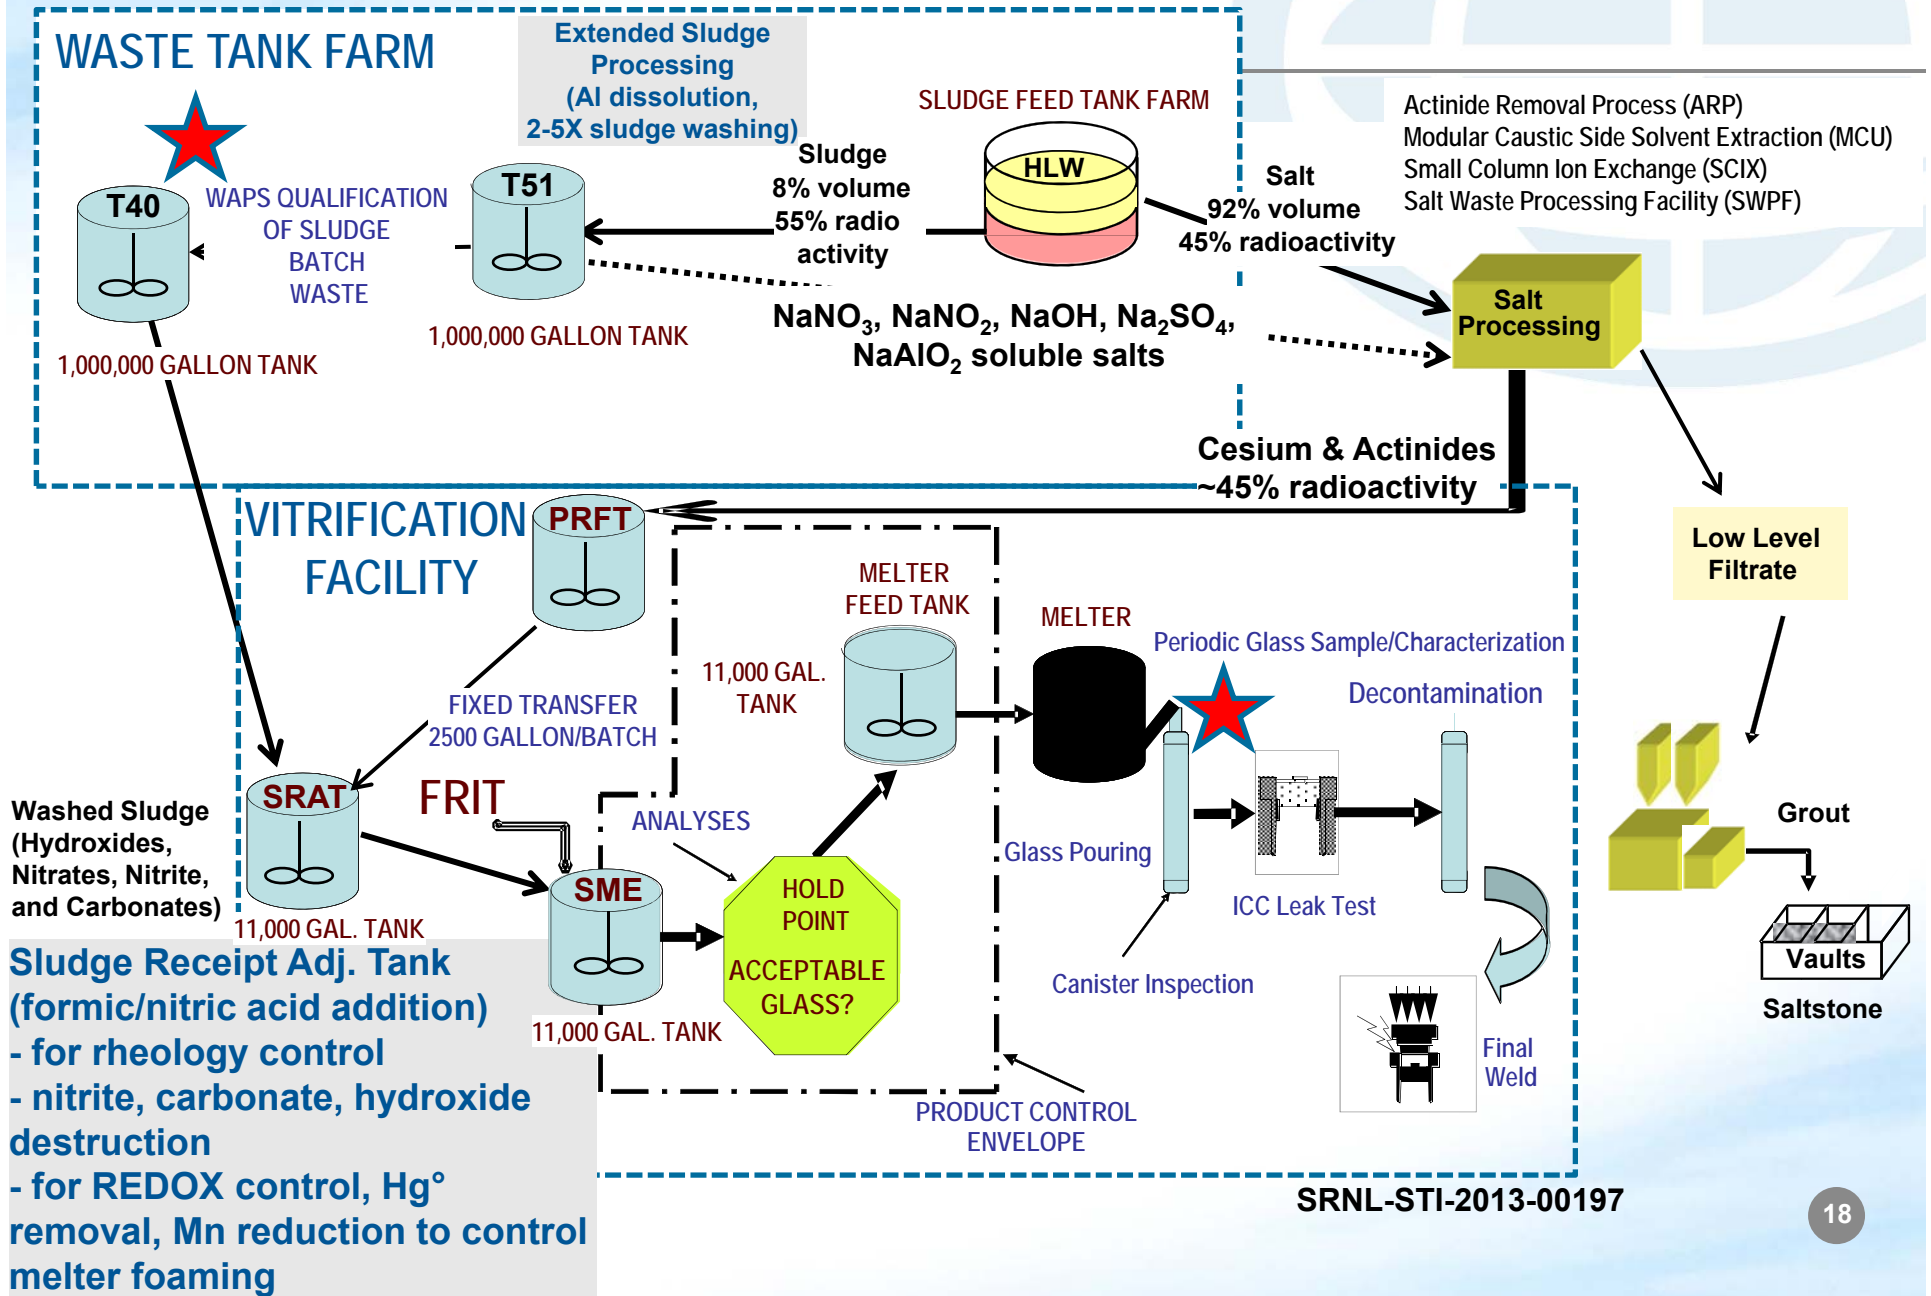 WASTE TANK FARM
Extended Sludge
Processing
(Al dissolution,
2-5X sludge washing)
SLUDGE FEED TANK FARM
HLW
Actinide Removal Process (ARP)
Modular Caustic Side Solvent Extraction (MCU)
Small Column Ion Exchange (SCIX)
Salt Waste Processing Facility (SWPF)
T40
WAPS QUALIFICATION
OF SLUDGE
BATCH
WASTE
T51
Sludge
8% volume
55% radio
activity
Salt
92% volume
45% radioactivity
1,000,000 GALLON TANK
1,000,000 GALLON TANK
NaNO3, NaNO2, NaOH, Na2SO4,
NaAlO2 soluble salts
Salt
Processing
Cesium & Actinides
~45% radioactivity
VITRIFICATION
FACILITY
PRFT
MELTER
FEED TANK
11,000 GAL.
TANK
MELTER
Periodic Glass Sample/Characterization
Decontamination
Low Level
Filtrate
FIXED TRANSFER
2500 GALLON/BATCH
SRAT
FRIT
ANALYSES
Washed Sludge
(Hydroxides,
Nitrates, Nitrite,
and Carbonates)
11,000 GAL. TANK
SME
HOLD
POINT
ACCEPTABLE
GLASS?
11,000 GAL. TANK
Glass Pouring
ICC Leak Test
Canister Inspection
Final
Weld
PRODUCT CONTROL
ENVELOPE
Grout
Vaults
Saltstone
Sludge Receipt Adj. Tank
(formic/nitric acid addition)
- for rheology control
- nitrite, carbonate, hydroxide
destruction
- for REDOX control, Hg°
removal, Mn reduction to control
melter foaming
SRNL-STI-2013-00197
18